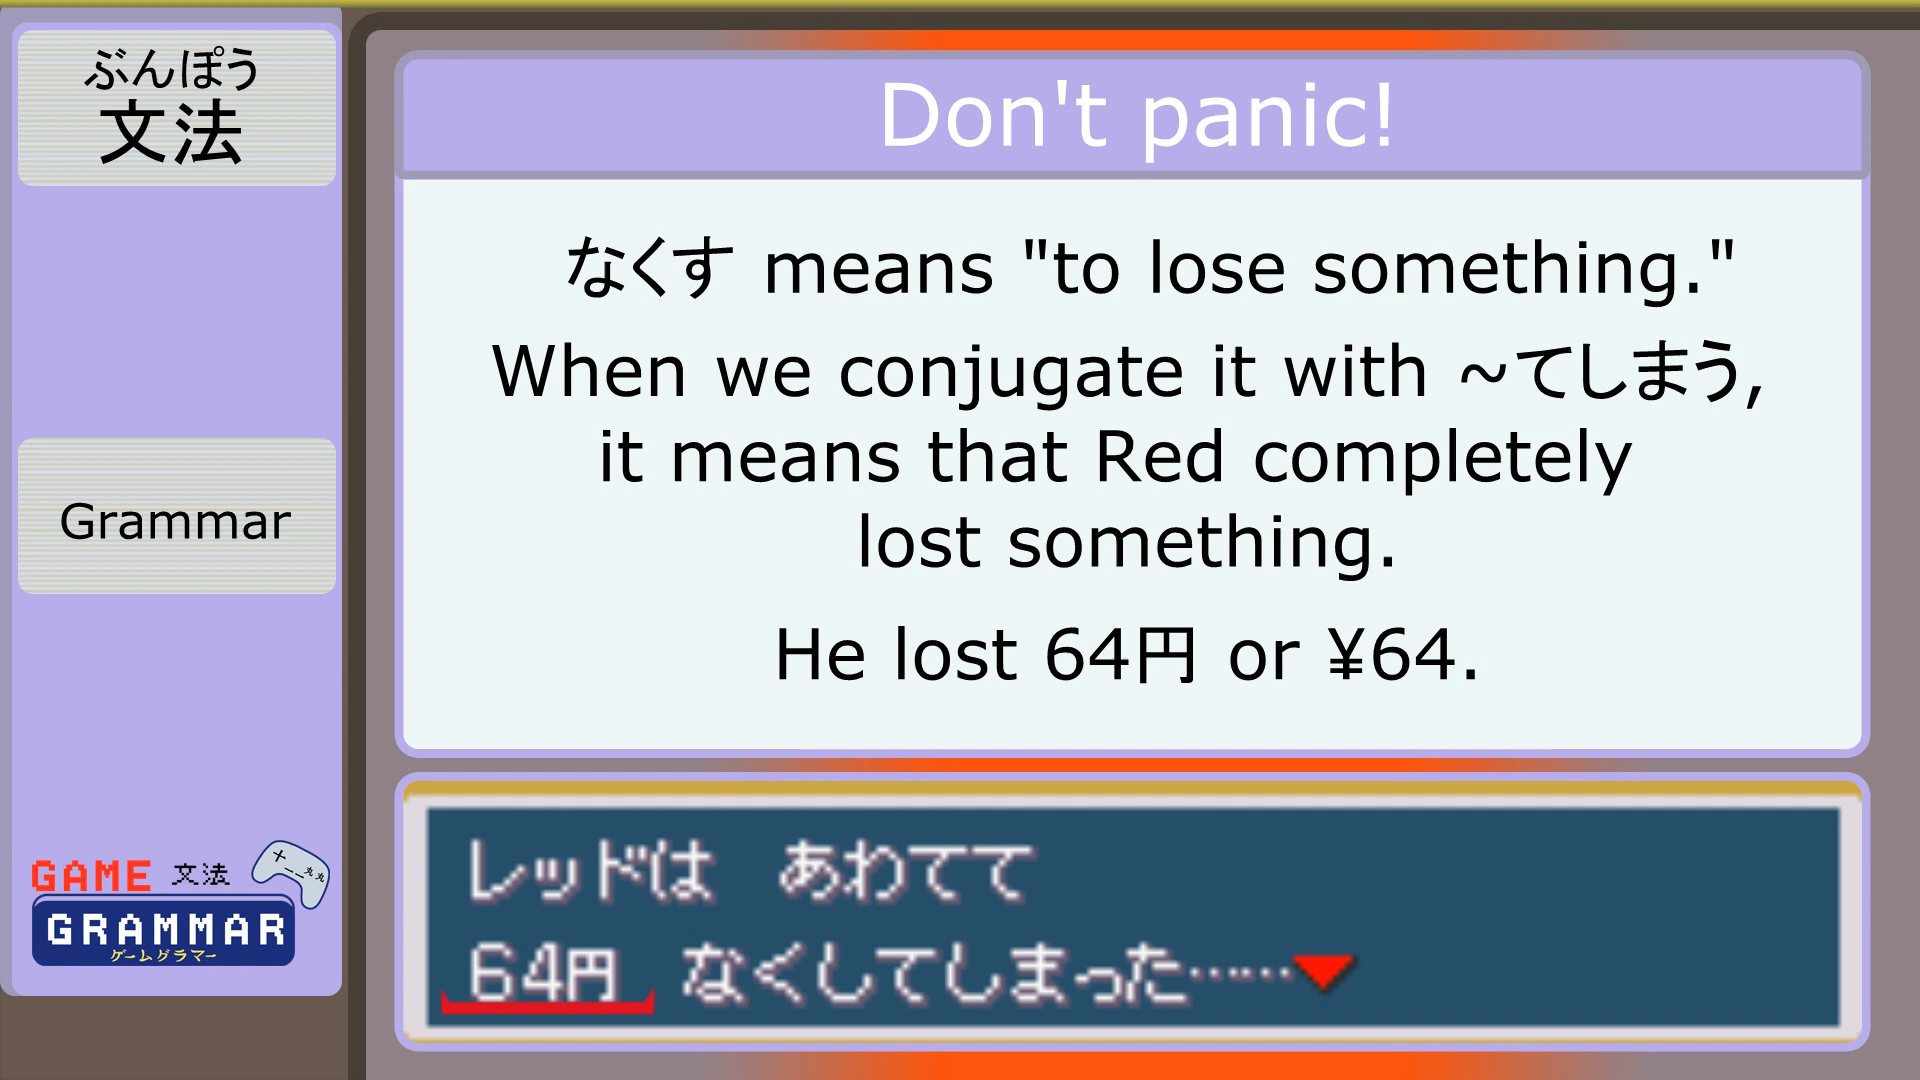 ぶんぽう
文法
Grammar
GAME 文法
GRAMMAR
ゲームグラマー
Don't panic!
なくす means "to lose something."
When we conjugate it with ~てしまう,
it means that Red completely
lost something.
He lost 64円 or ¥64.
レッドは あわてて
64円 なくしてしまった……